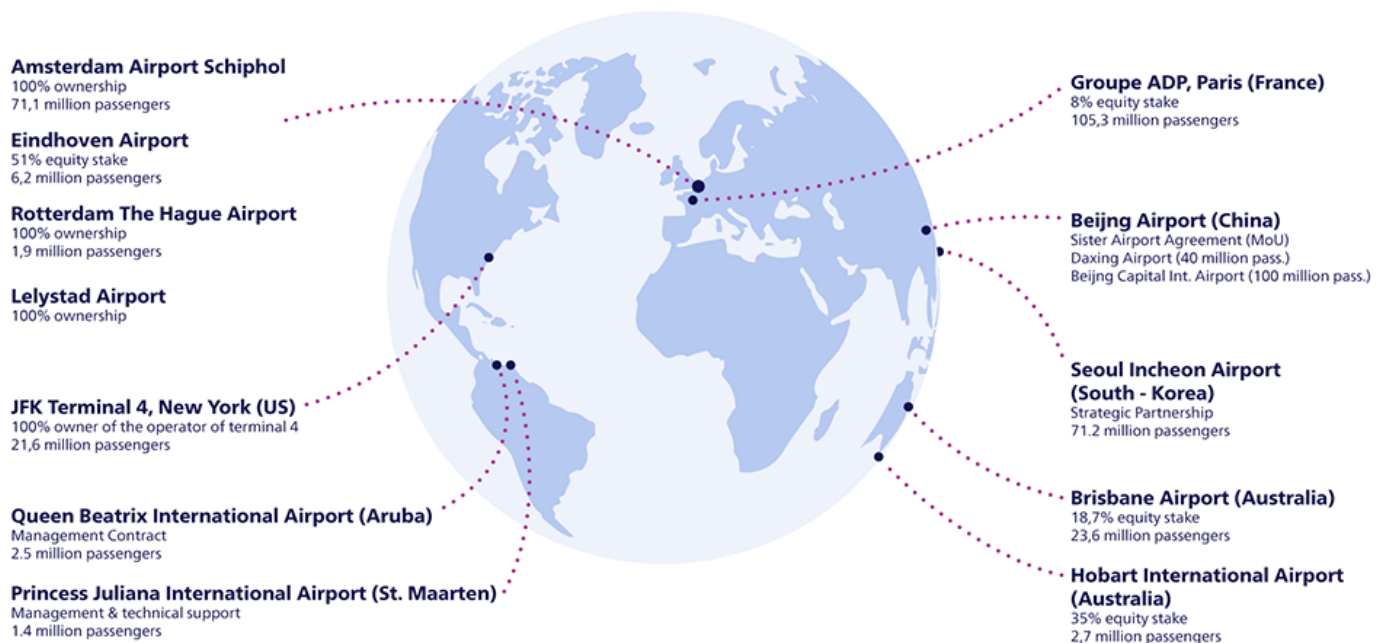 Amsterdam Airport Schiphol
100% ownership
71,1 million passengers
Eindhoven Airport
51% equity stake
6,2 million passengers
Rotterdam The Hague Airport
100% ownership
1,9 million passengers
Lelystad Airport
100% ownership
JFK Terminal 4, New York (US)
100% owner of the operator of terminal 4
21,6 million passengers
Queen Beatrix International Airport (Aruba)
Management Contract
2.5 million passengers
Princess Juliana International Airport (St. Maarten)
Management & technical support
1.4 million passengers
Groupe ADP, Paris (France)
8% equity stake
105,3 million passengers
Beijng Airport (China)
Sister Airport Agreement (MoU)
Daxing Airport (40 million pass.)
Beijng Capital Int. Airport (100 million pass.)
Seoul Incheon Airport
(South - Korea)
Strategic Partnership
71.2 million passengers
Brisbane Airport (Australia)
18,7% equity stake
23,6 million passengers
Hobart International Airport
(Australia)
35% equity stake
2,7 million passengers